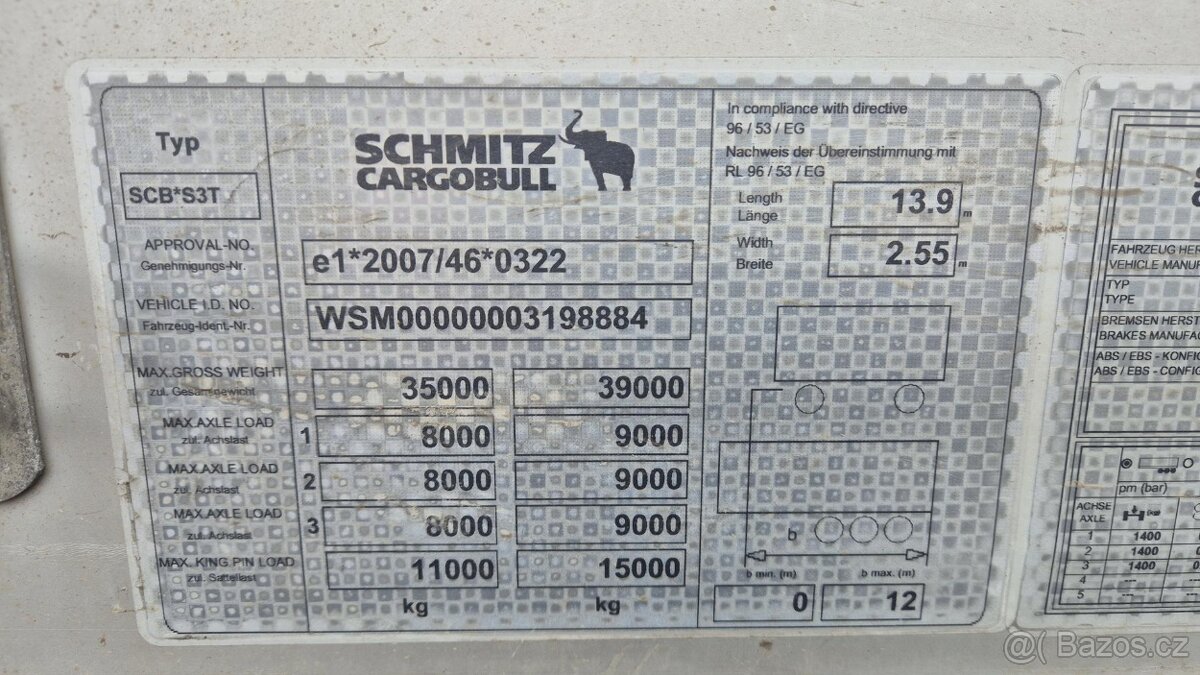 Typ
SCB*S3T
SCHMITZ
CARGOBULL
APPROVAL-NO.
Genehmigungs-Nr.
e1*2007/46*0322
VEHICLE I.D. NO.
Fahrzeug-Ident.-Nr.
WSM00000003198884
MAX.GROSS WEIGHT
zul. Gesamtgewicht
35000 39000
MAX.AXLE LOAD
zul. Achslast
1 8000 9000
MAX.AXLE LOAD
zul. Achslast
2 8000 9000
MAX.AXLE LOAD
zul. Achslast
3 8000 9000
MAX. KING PIN LOAD
zul. Sattellast
11000 15000
kg kg
In compliance with directive
96 / 53 / EG
Nachweis der Übereinstimmung mit
RL 96 / 53 / EG
Length
Länge
13.9 m
Width
Breite
2.55 m
b
b min. (m) b max. (m)
0 12
FAHRZEUG HER
VEHICLE MANUF
TYP
TYPE
BREMSEN HERST
BRAKES MANUFAC
ABS / EBS - KONFIG
ABS / EBS - CONFIG
pm (bar)
ACHSE
AXLE
(kg)
1 1400
2 1400
3 1400
4 ---
5 ---
@( Bazos.cz